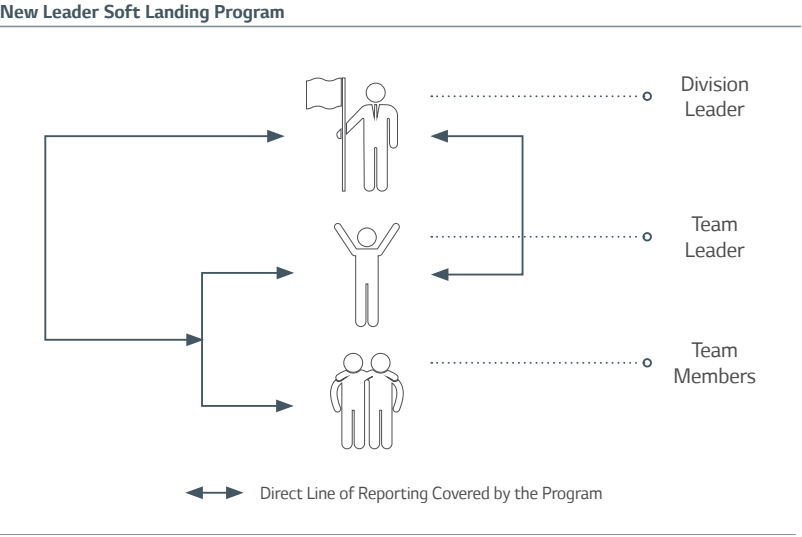 New Leader Soft Landing Program
Division
Leader
Team
Leader
Team
Members
Direct Line of Reporting Covered by the Program